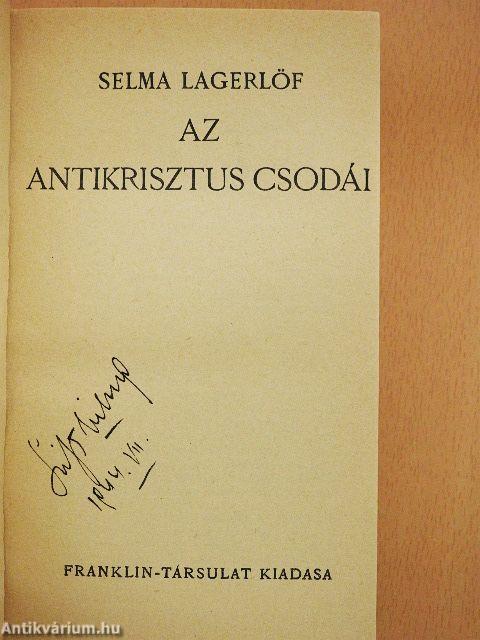 SELMA LAGERLÖF
AZ
ANTIKRISZTUS CSODÁI
1944. VII.
FRANKLIN-TÁRSULAT KIADASA
Antikvárium.hu